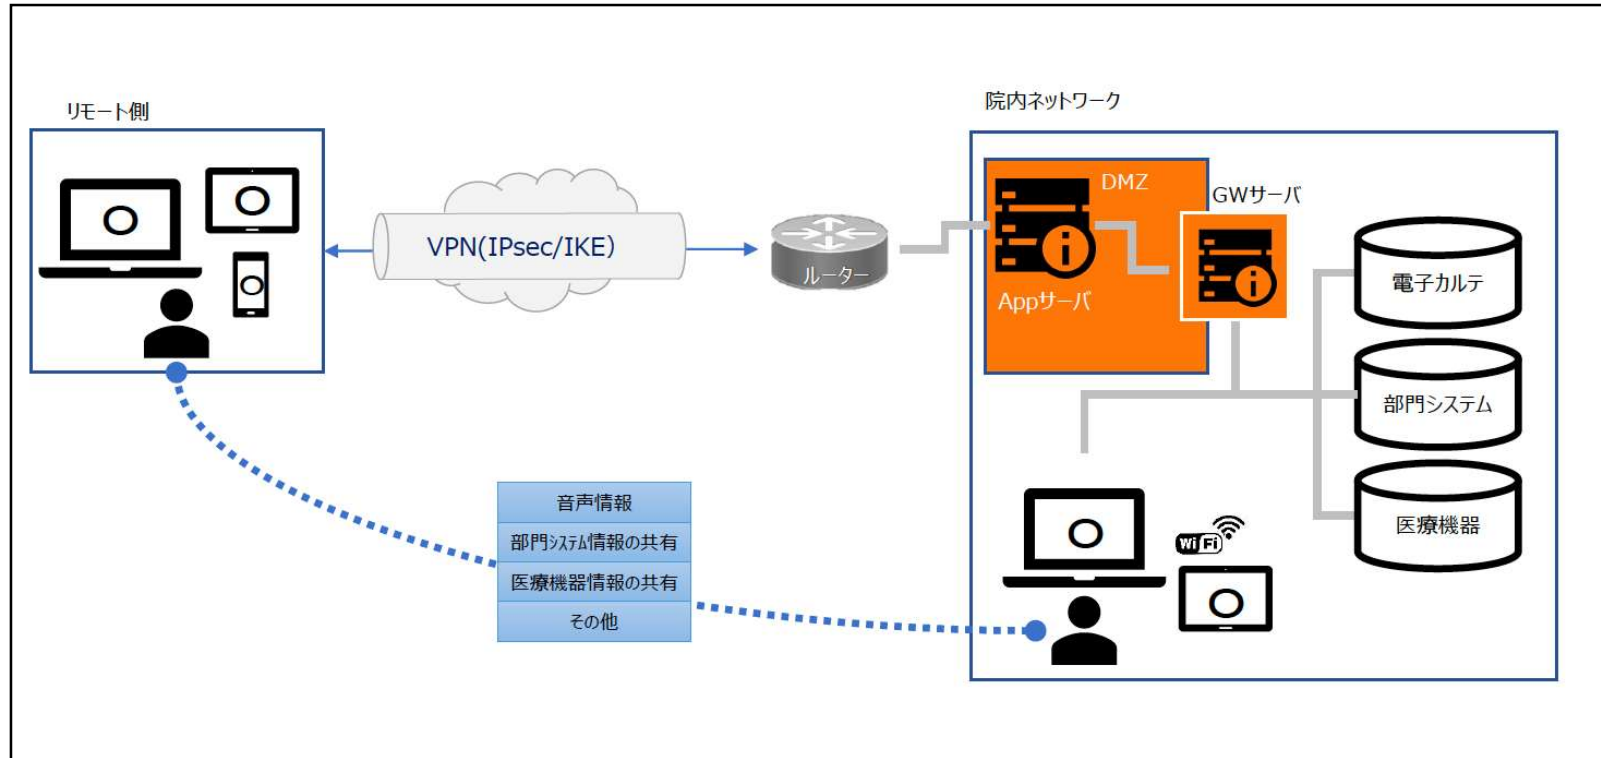 リモート側
院内ネットワーク
DMZ
GWサーバ
VPN(IPsec/IKE）
ルーター
Appサーバ
電子カルテ
部門システム
医療機器
音声情報
部門システム情報の共有
医療機器情報の共有
その他
WiFi